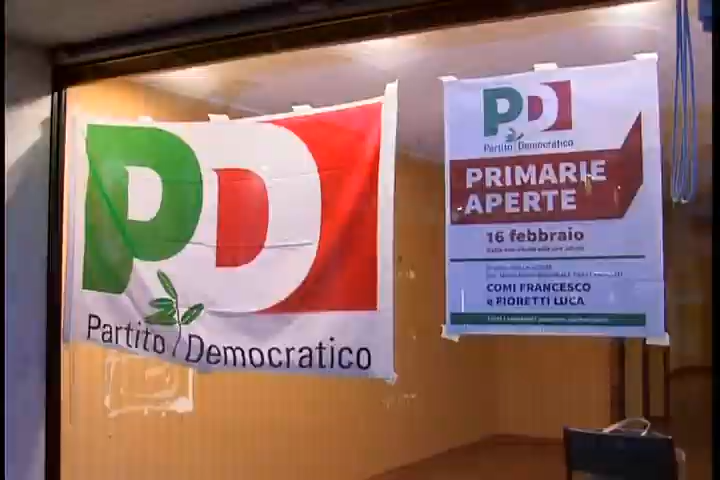 PD
Partito Democratico
PD
Partito Democratico
PRIMARIE
APERTE
16 febbraio
COMI FRANCESCO
e FIORETTI LUCA